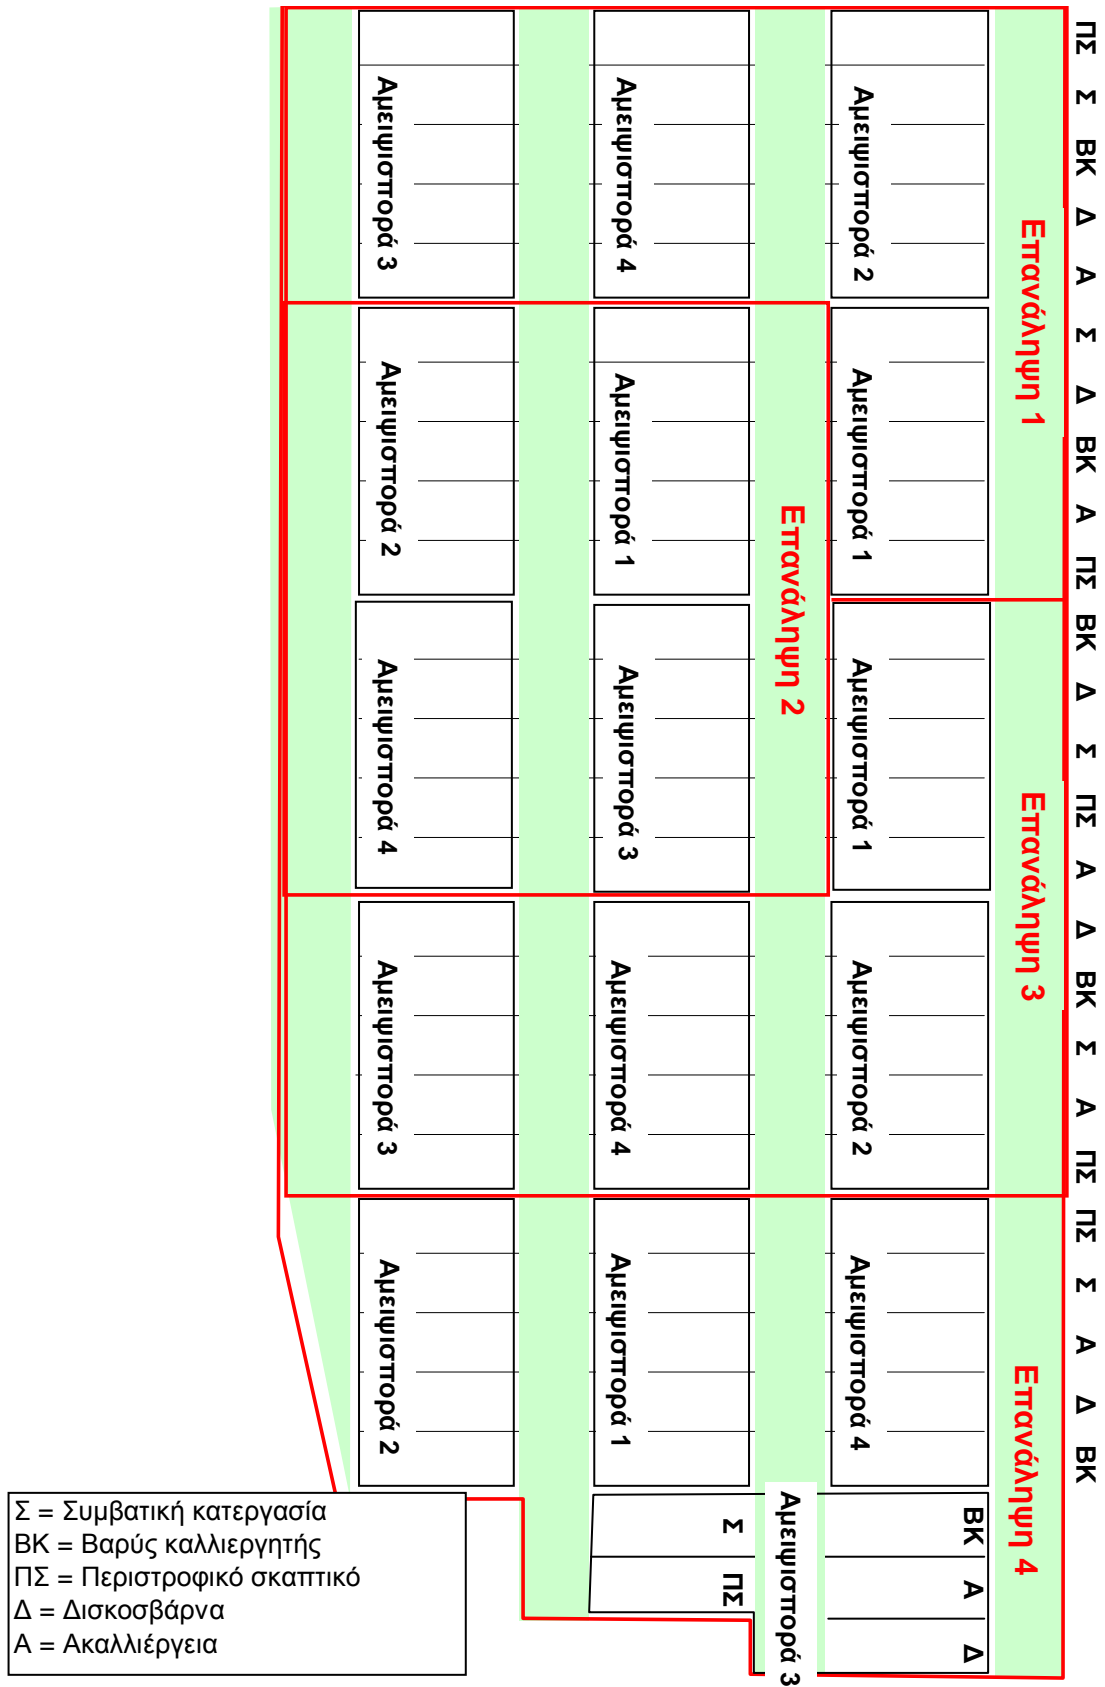 ΠΣ
Σ
ΒΚ
Δ
Α
Σ
Δ
ΒΚ
Α
ΠΣ
ΒΚ
Δ
Σ
ΠΣ
Α
Δ
ΒΚ
Σ
Α
ΠΣ
ΠΣ
Σ
Α
Δ
ΒΚ
Επανάληψη 1
Επανάληψη 3
Επανάληψη 4
Αμειψισπορά 2
Αμειψισπορά 1
Αμειψισπορά 1
Αμειψισπορά 2
Αμειψισπορά 4
ΒΚ
Α
Δ
Επανάληψη 2
Αμειψισπορά 3
Αμειψισπορά 4
Αμειψισπορά 1
Αμειψισπορά 3
Αμειψισπορά 4
Αμειψισπορά 1
Σ
ΠΣ
Αμειψισπορά 3
Αμειψισπορά 2
Αμειψισπορά 4
Αμειψισπορά 3
Αμειψισπορά 2
Σ = Συμβατική κατεργασία
ΒΚ = Βαρύς καλλιεργητής
ΠΣ = Περιστροφικό σκαπτικό
Δ = Δισκοσβάρνα
Α = Ακαλλιέργεια